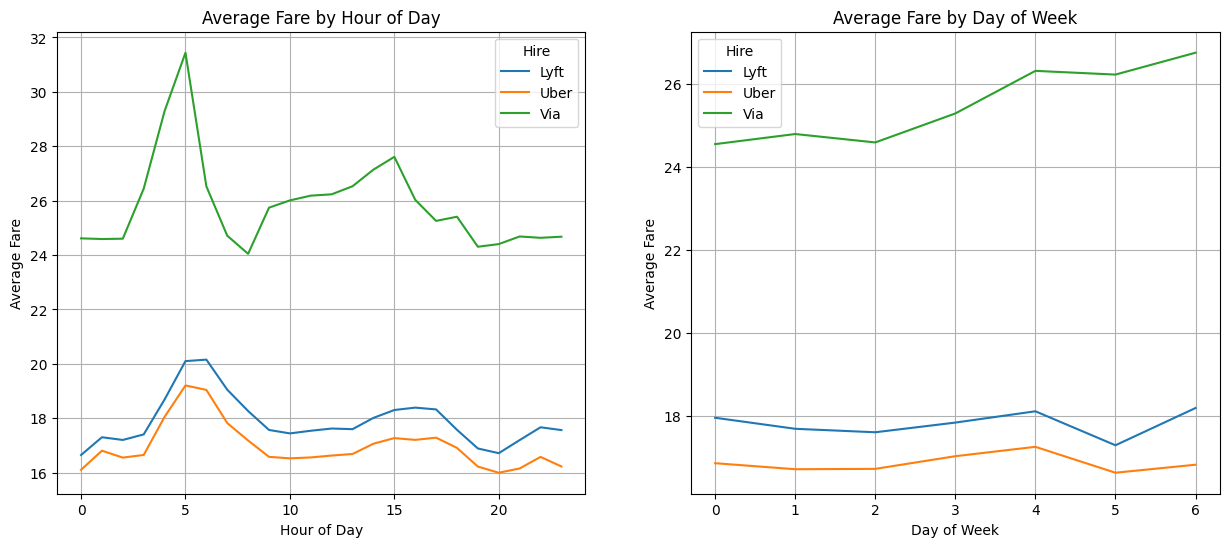 Average Fare by Hour of Day
32
30
28
26
24
22
20
18
16
Average Fare
0
5
10
15
20
Hour of Day
Hire
Lyft
Uber
Via
Average Fare by Day of Week
26
24
22
20
18
Average Fare
0
1
2
3
4
5
6
Day of Week
Hire
Lyft
Uber
Via